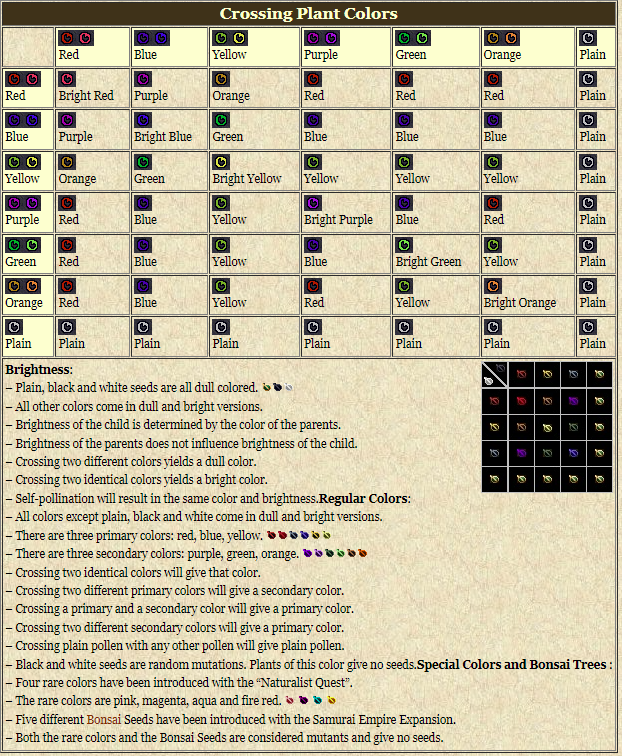 Crossing Plant Colors
Red Blue Yellow Purple Green Orange Plain
Red Bright Red Purple Orange Red Red Red Plain
Blue Purple Bright Blue Green Blue Blue Blue Plain
Yellow Orange Green Bright Yellow Yellow Yellow Yellow Plain
Purple Red Blue Yellow Bright Purple Blue Red Plain
Green Red Blue Yellow Blue Bright Green Yellow Plain
Orange Red Blue Yellow Red Yellow Bright Orange Plain
Plain Plain Plain Plain Plain Plain Plain Plain
Brightness:
– Plain, black and white seeds are all dull colored.
– All other colors come in dull and bright versions.
– Brightness of the child is determined by the color of the parents.
– Brightness of the parents does not influence brightness of the child.
– Crossing two different colors yields a dull color.
– Crossing two identical colors yields a bright color.
– Self-pollination will result in the same color and brightness.Regular Colors:
– All colors except plain, black and white come in dull and bright versions.
– There are three primary colors: red, blue, yellow.
– There are three secondary colors: purple, green, orange.
– Crossing two identical colors will give that color.
– Crossing two different primary colors will give a secondary color.
– Crossing a primary and a secondary color will give a primary color.
– Crossing two different secondary colors will give a primary color.
– Crossing plain pollen with any other pollen will give plain pollen.
– Black and white seeds are random mutations. Plants of this color give no seeds.Special Colors and Bonsai Trees :
– Four rare colors have been introduced with the “Naturalist Quest”.
– The rare colors are pink, magenta, aqua and fire red.
– Five different Bonsai Seeds have been introduced with the Samurai Empire Expansion.
– Both the rare colors and the Bonsai Seeds are considered mutants and give no seeds.